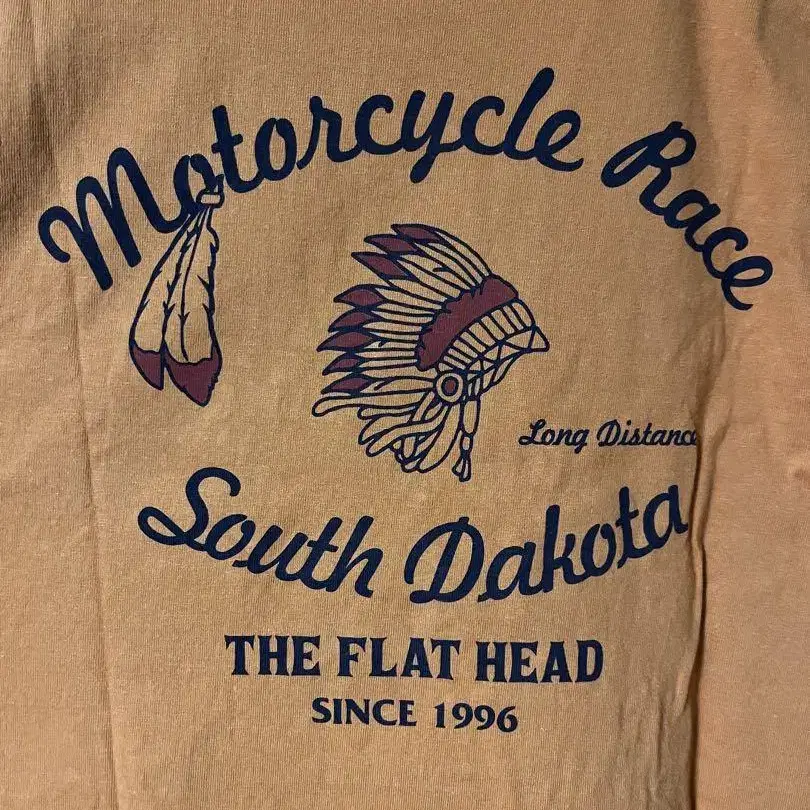 Motorcycle Race
Long Distance
South Dakota
THE FLAT HEAD
SINCE 1996